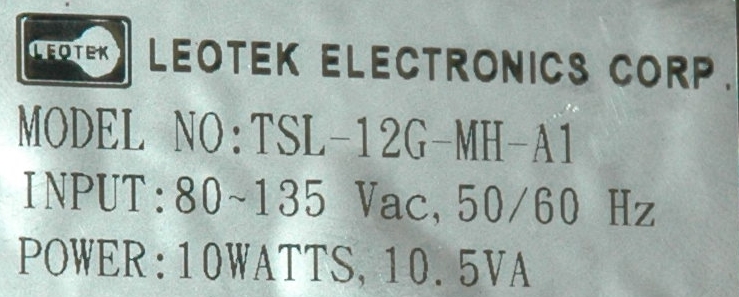 LEOTEK LEOTEK ELECTRONICS CORP.
MODEL NO:TSL-12G-MH-A1
INPUT:80~135 Vac, 50/60 Hz
POWER:10WATTS, 10.5VA